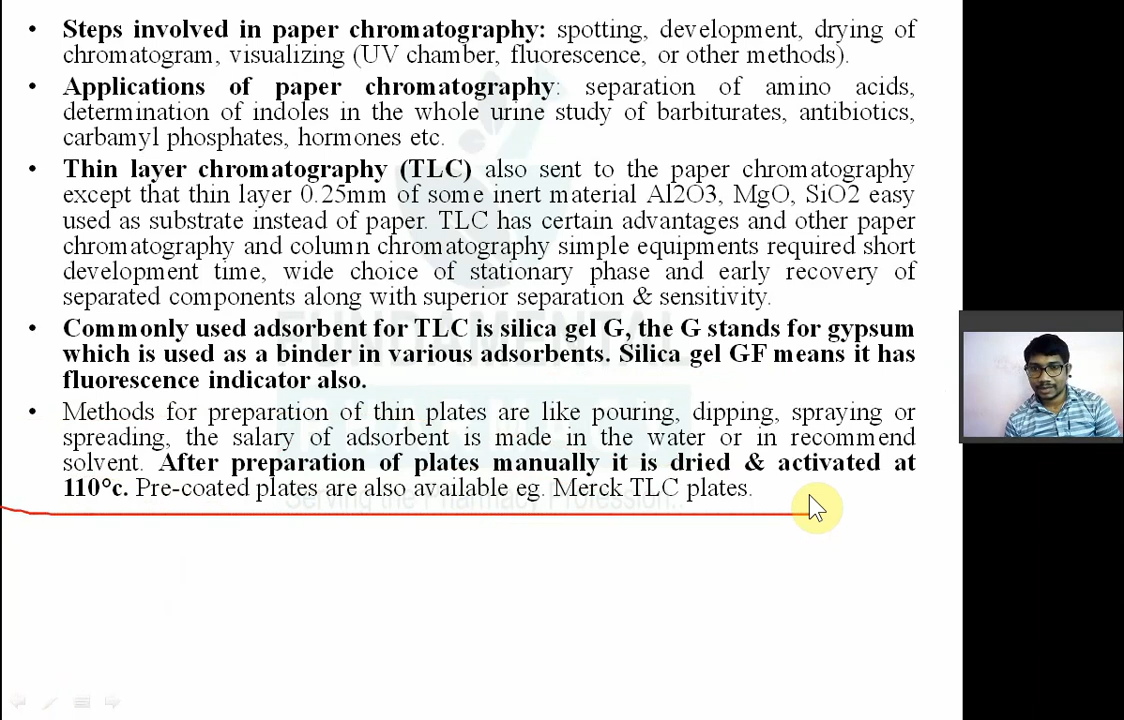 • Steps involved in paper chromatography: spotting, development, drying of
chromatogram, visualizing (UV chamber, fluorescence, or other methods).
• Applications of paper chromatography: separation of amino acids,
determination of indoles in the whole urine study of barbiturates, antibiotics,
carbamyl phosphates, hormones etc.
• Thin layer chromatography (TLC) also sent to the paper chromatography
except that thin layer 0.25mm of some inert material Al2O3, MgO, SiO2 easy
used as substrate instead of paper. TLC has certain advantages and other paper
chromatography and column chromatography simple equipments required short
development time, wide choice of stationary phase and early recovery of
separated components along with superior separation & sensitivity.
• Commonly used adsorbent for TLC is silica gel G, the G stands for gypsum
which is used as a binder in various adsorbents. Silica gel GF means it has
fluorescence indicator also.
• Methods for preparation of thin plates are like pouring, dipping, spraying or
spreading, the salary of adsorbent is made in the water or in recommend
solvent. After preparation of plates manually it is dried & activated at
110°c. Pre-coated plates are also available eg. Merck TLC plates.
FUNDAMENTAL
PHARMACY
Serving the Pharmacy Profession..